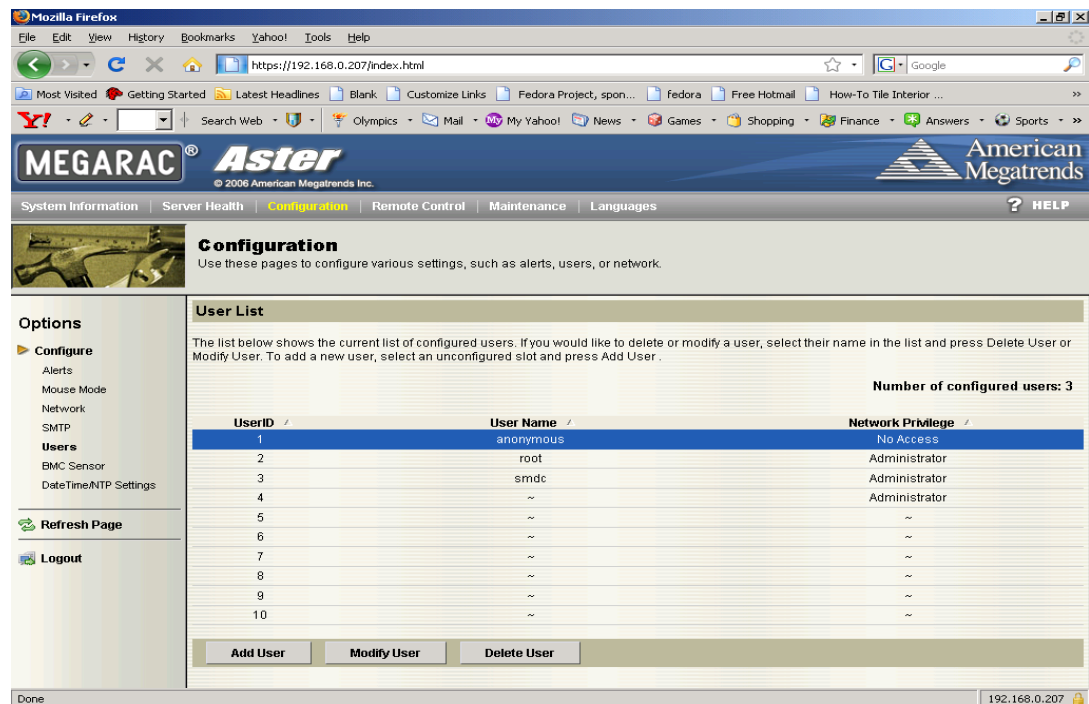 Mozilla Firefox
File Edit View History Bookmarks Yahoo! Tools Help
https://192.168.0.207/index.html
G Google
Most Visited Getting Started Latest Headlines Blank Customize Links Fedora Project, spon... fedora Free Hotmail How-To Tile Interior ... »
Y! Search Web Olympics Mail My My Yahoo! News Games Shopping Finance Answers Sports »
MEGARAC® Aster
© 2006 American Megatrends Inc.
American
Megatrends
System Information | Server Health | Configuration | Remote Control | Maintenance | Languages
? HELP
Configuration
Use these pages to configure various settings, such as alerts, users, or network.
Options
Configure
Alerts
Mouse Mode
Network
SMTP
Users
BMC Sensor
DateTime/NTP Settings
Refresh Page
Logout
User List
The list below shows the current list of configured users. If you would like to delete or modify a user, select their name in the list and press Delete User or
Modify User. To add a new user, select an unconfigured slot and press Add User .
Number of configured users: 3
UserID User Name Network Privilege
1 anonymous No Access
2 root Administrator
3 smdc Administrator
4 ~ Administrator
5 ~ ~
6 ~ ~
7 ~ ~
8 ~ ~
9 ~ ~
10 ~ ~
Add User Modify User Delete User
Done
192.168.0.207